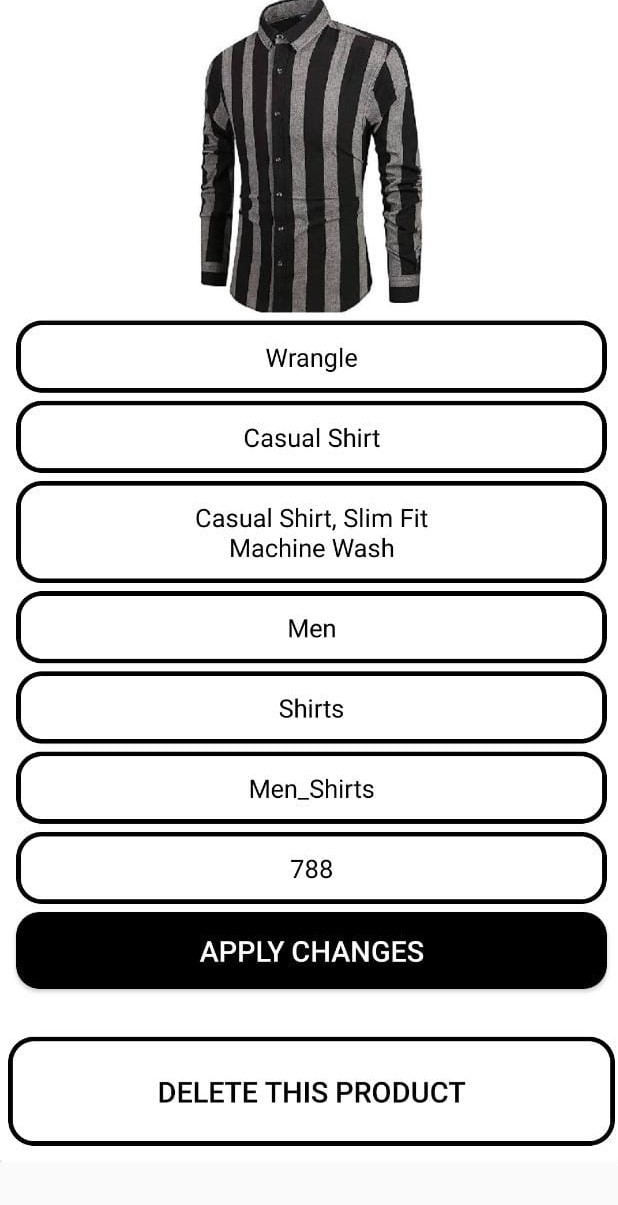 Wrangle
Casual Shirt
Casual Shirt, Slim Fit
Machine Wash
Men
Shirts
Men_Shirts
788
APPLY CHANGES
DELETE THIS PRODUCT